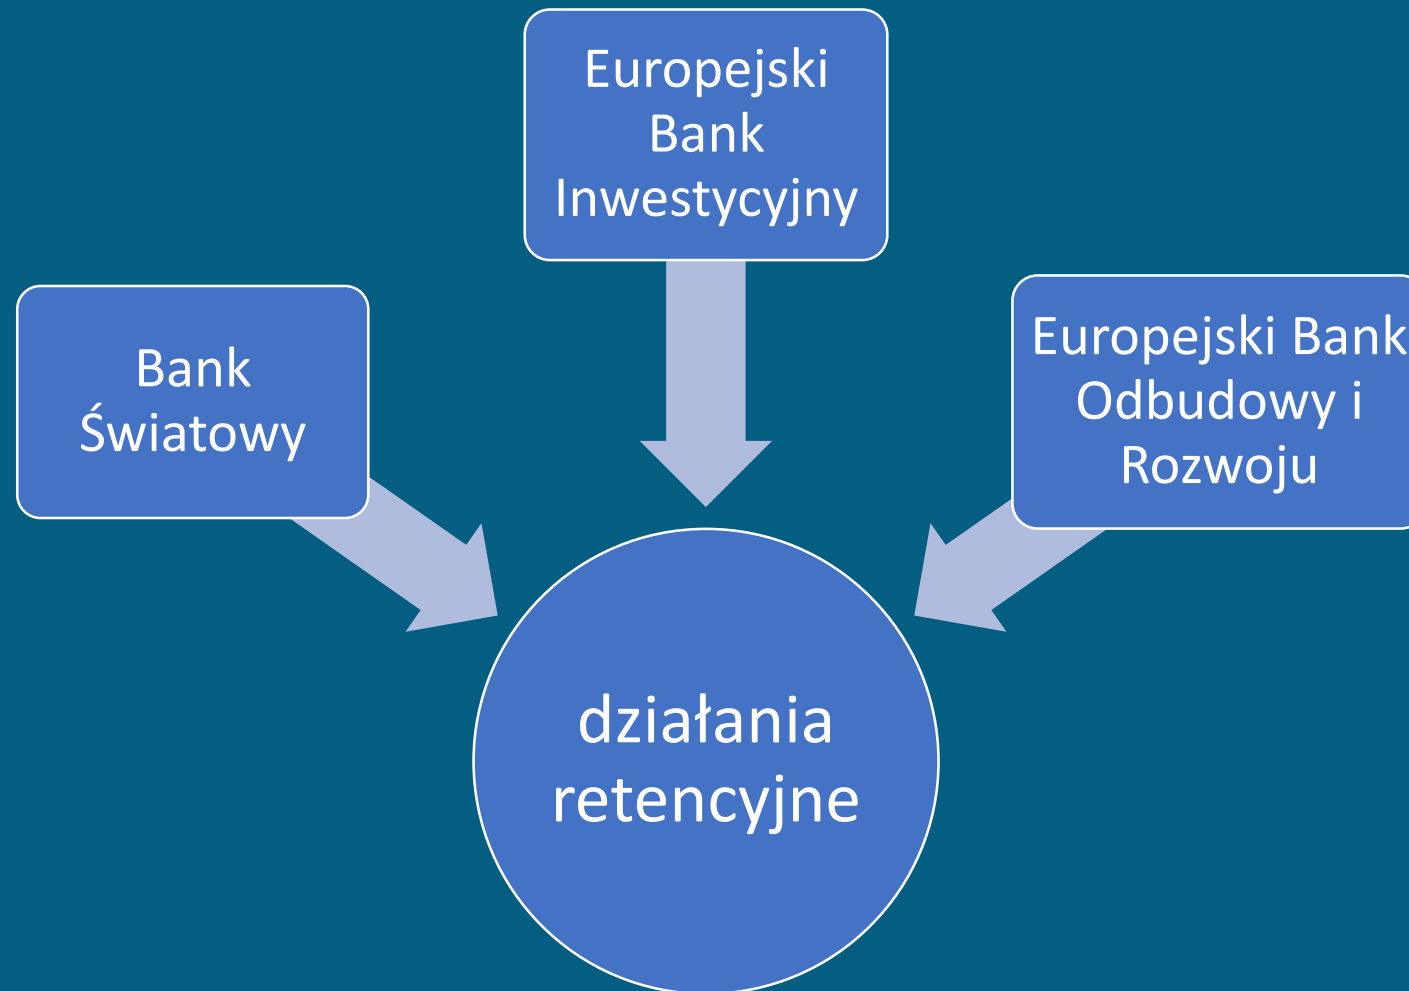 Europejski
Bank
Inwestycyjny
Bank
Światowy
Europejski Bank
Odbudowy i
Rozwoju
działania
retencyjne